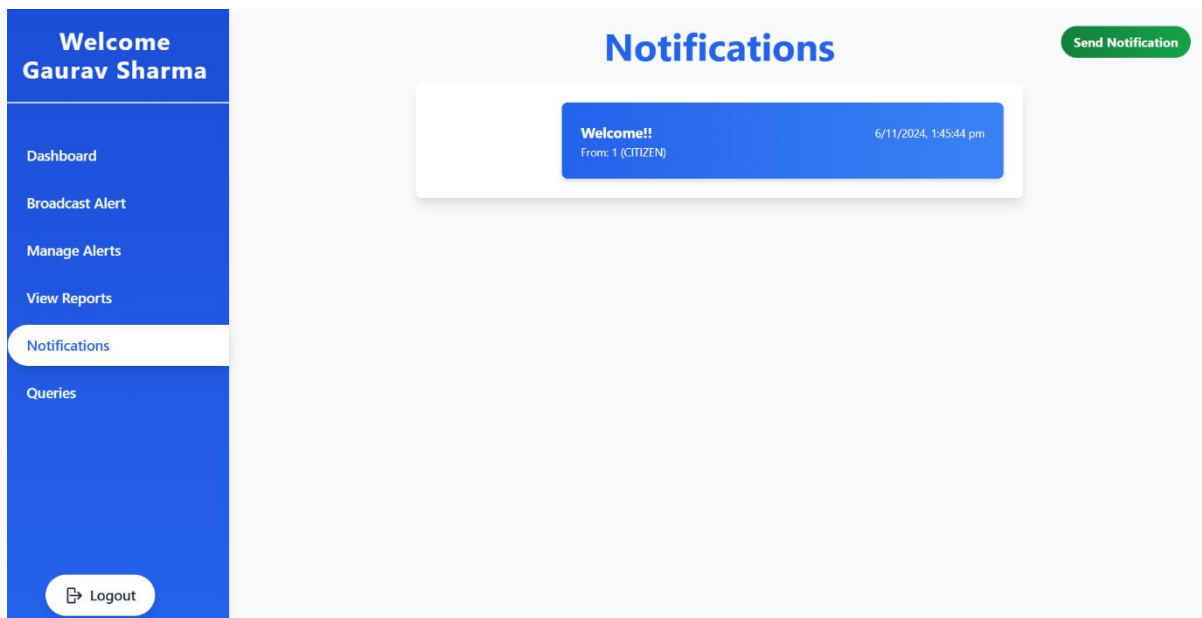 Welcome
Gaurav Sharma
Dashboard
Broadcast Alert
Manage Alerts
View Reports
Notifications
Queries
Logout
Notifications
Send Notification
Welcome!!
6/11/2024, 1:45:44 pm
From: 1 (CITIZEN)